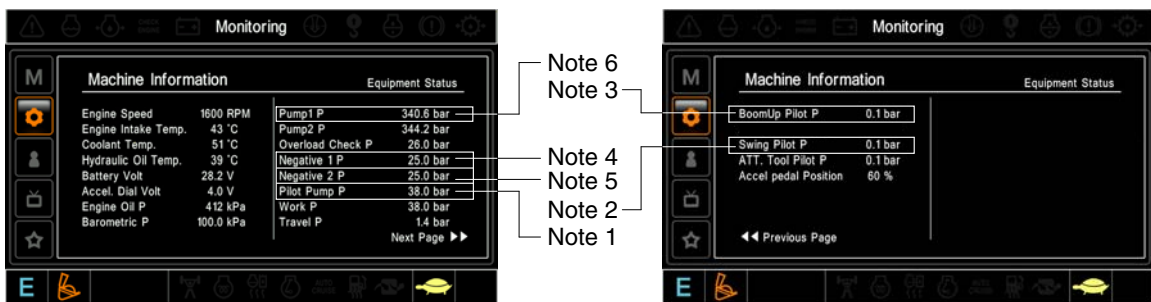 Monitoring
M
Machine Information
Equipment Status
Engine Speed 1600 RPM
Engine Intake Temp. 43 °C
Coolant Temp. 51 °C
Hydraulic Oil Temp. 39 °C
Battery Volt 28.2 V
Accel. Dial Volt 4.0 V
Engine Oil P 412 kPa
Barometric P 100.0 kPa
Pump1 P 340.6 bar
Pump2 P 344.2 bar
Overload Check P 26.0 bar
Negative 1 P 25.0 bar
Negative 2 P 25.0 bar
Pilot Pump P 38.0 bar
Work P 38.0 bar
Travel P 1.4 bar
Next Page
E
AUTO CRUISE
Note 6
Note 3
Note 4
Note 5
Note 2
Note 1
Monitoring
M
Machine Information
Equipment Status
BoomUp Pilot P 0.1 bar
Swing Pilot P 0.1 bar
ATT. Tool Pilot P 0.1 bar
Accel pedal Position 60 %
Previous Page
E
AUTO CRUISE